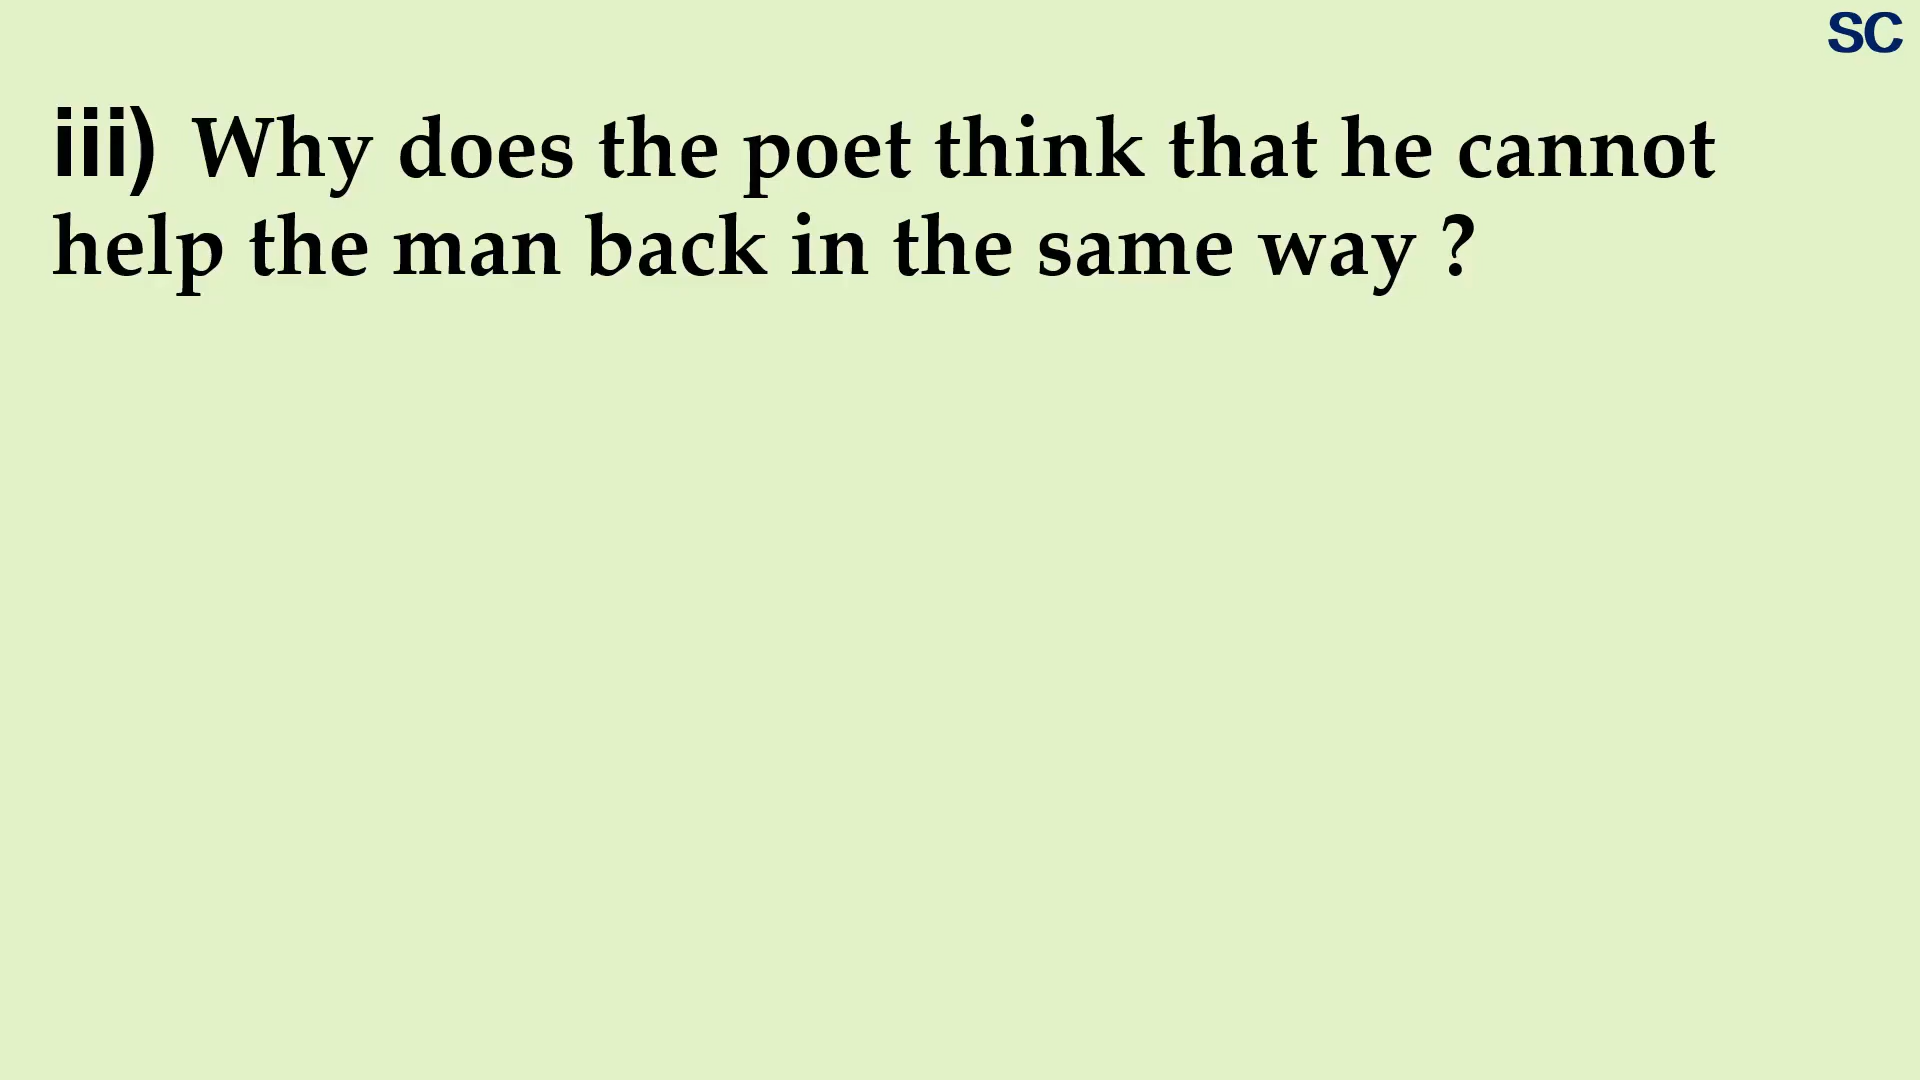 SC
iii) Why does the poet think that he cannot
help the man back in the same way ?